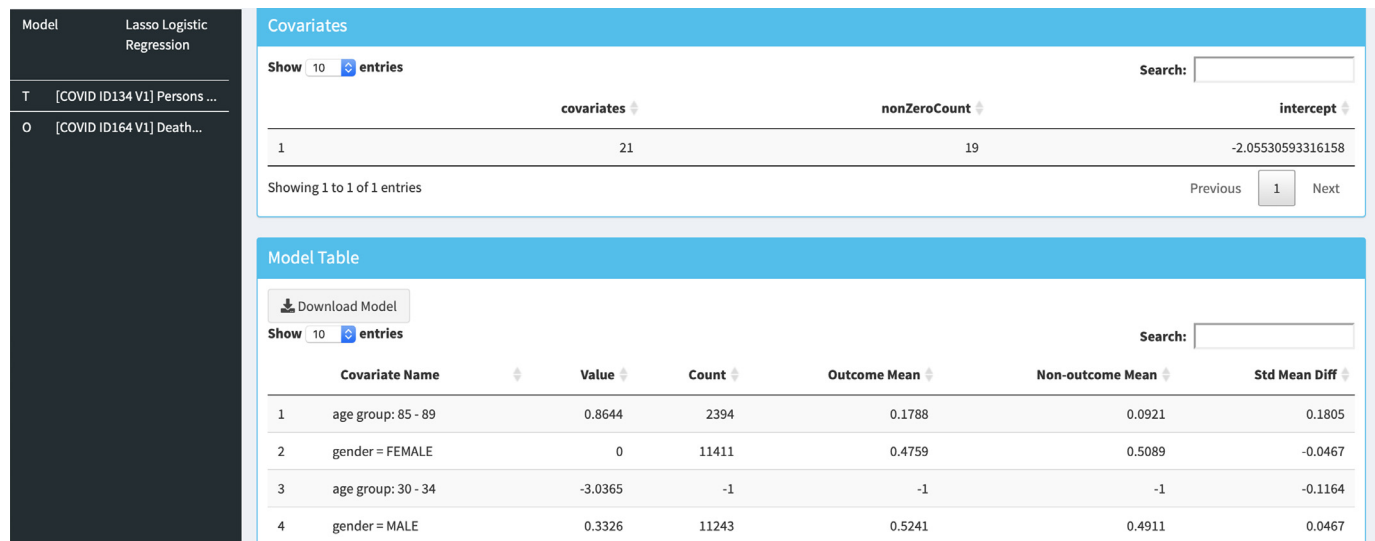 Model Lasso Logistic
Regression
T [COVID ID134 V1] Persons ...
O [COVID ID164 V1] Death...
Covariates
Show 10 entries Search:
covariates nonZeroCount intercept
1 21 19 -2.05530593316158
Showing 1 to 1 of 1 entries Previous 1 Next
Model Table
Download Model
Show 10 entries Search:
Covariate Name Value Count Outcome Mean Non-outcome Mean Std Mean Diff
1 age group: 85 - 89 0.8644 2394 0.1788 0.0921 0.1805
2 gender = FEMALE 0 11411 0.4759 0.5089 -0.0467
3 age group: 30 - 34 -3.0365 -1 -1 -1 -0.1164
4 gender = MALE 0.3326 11243 0.5241 0.4911 0.0467